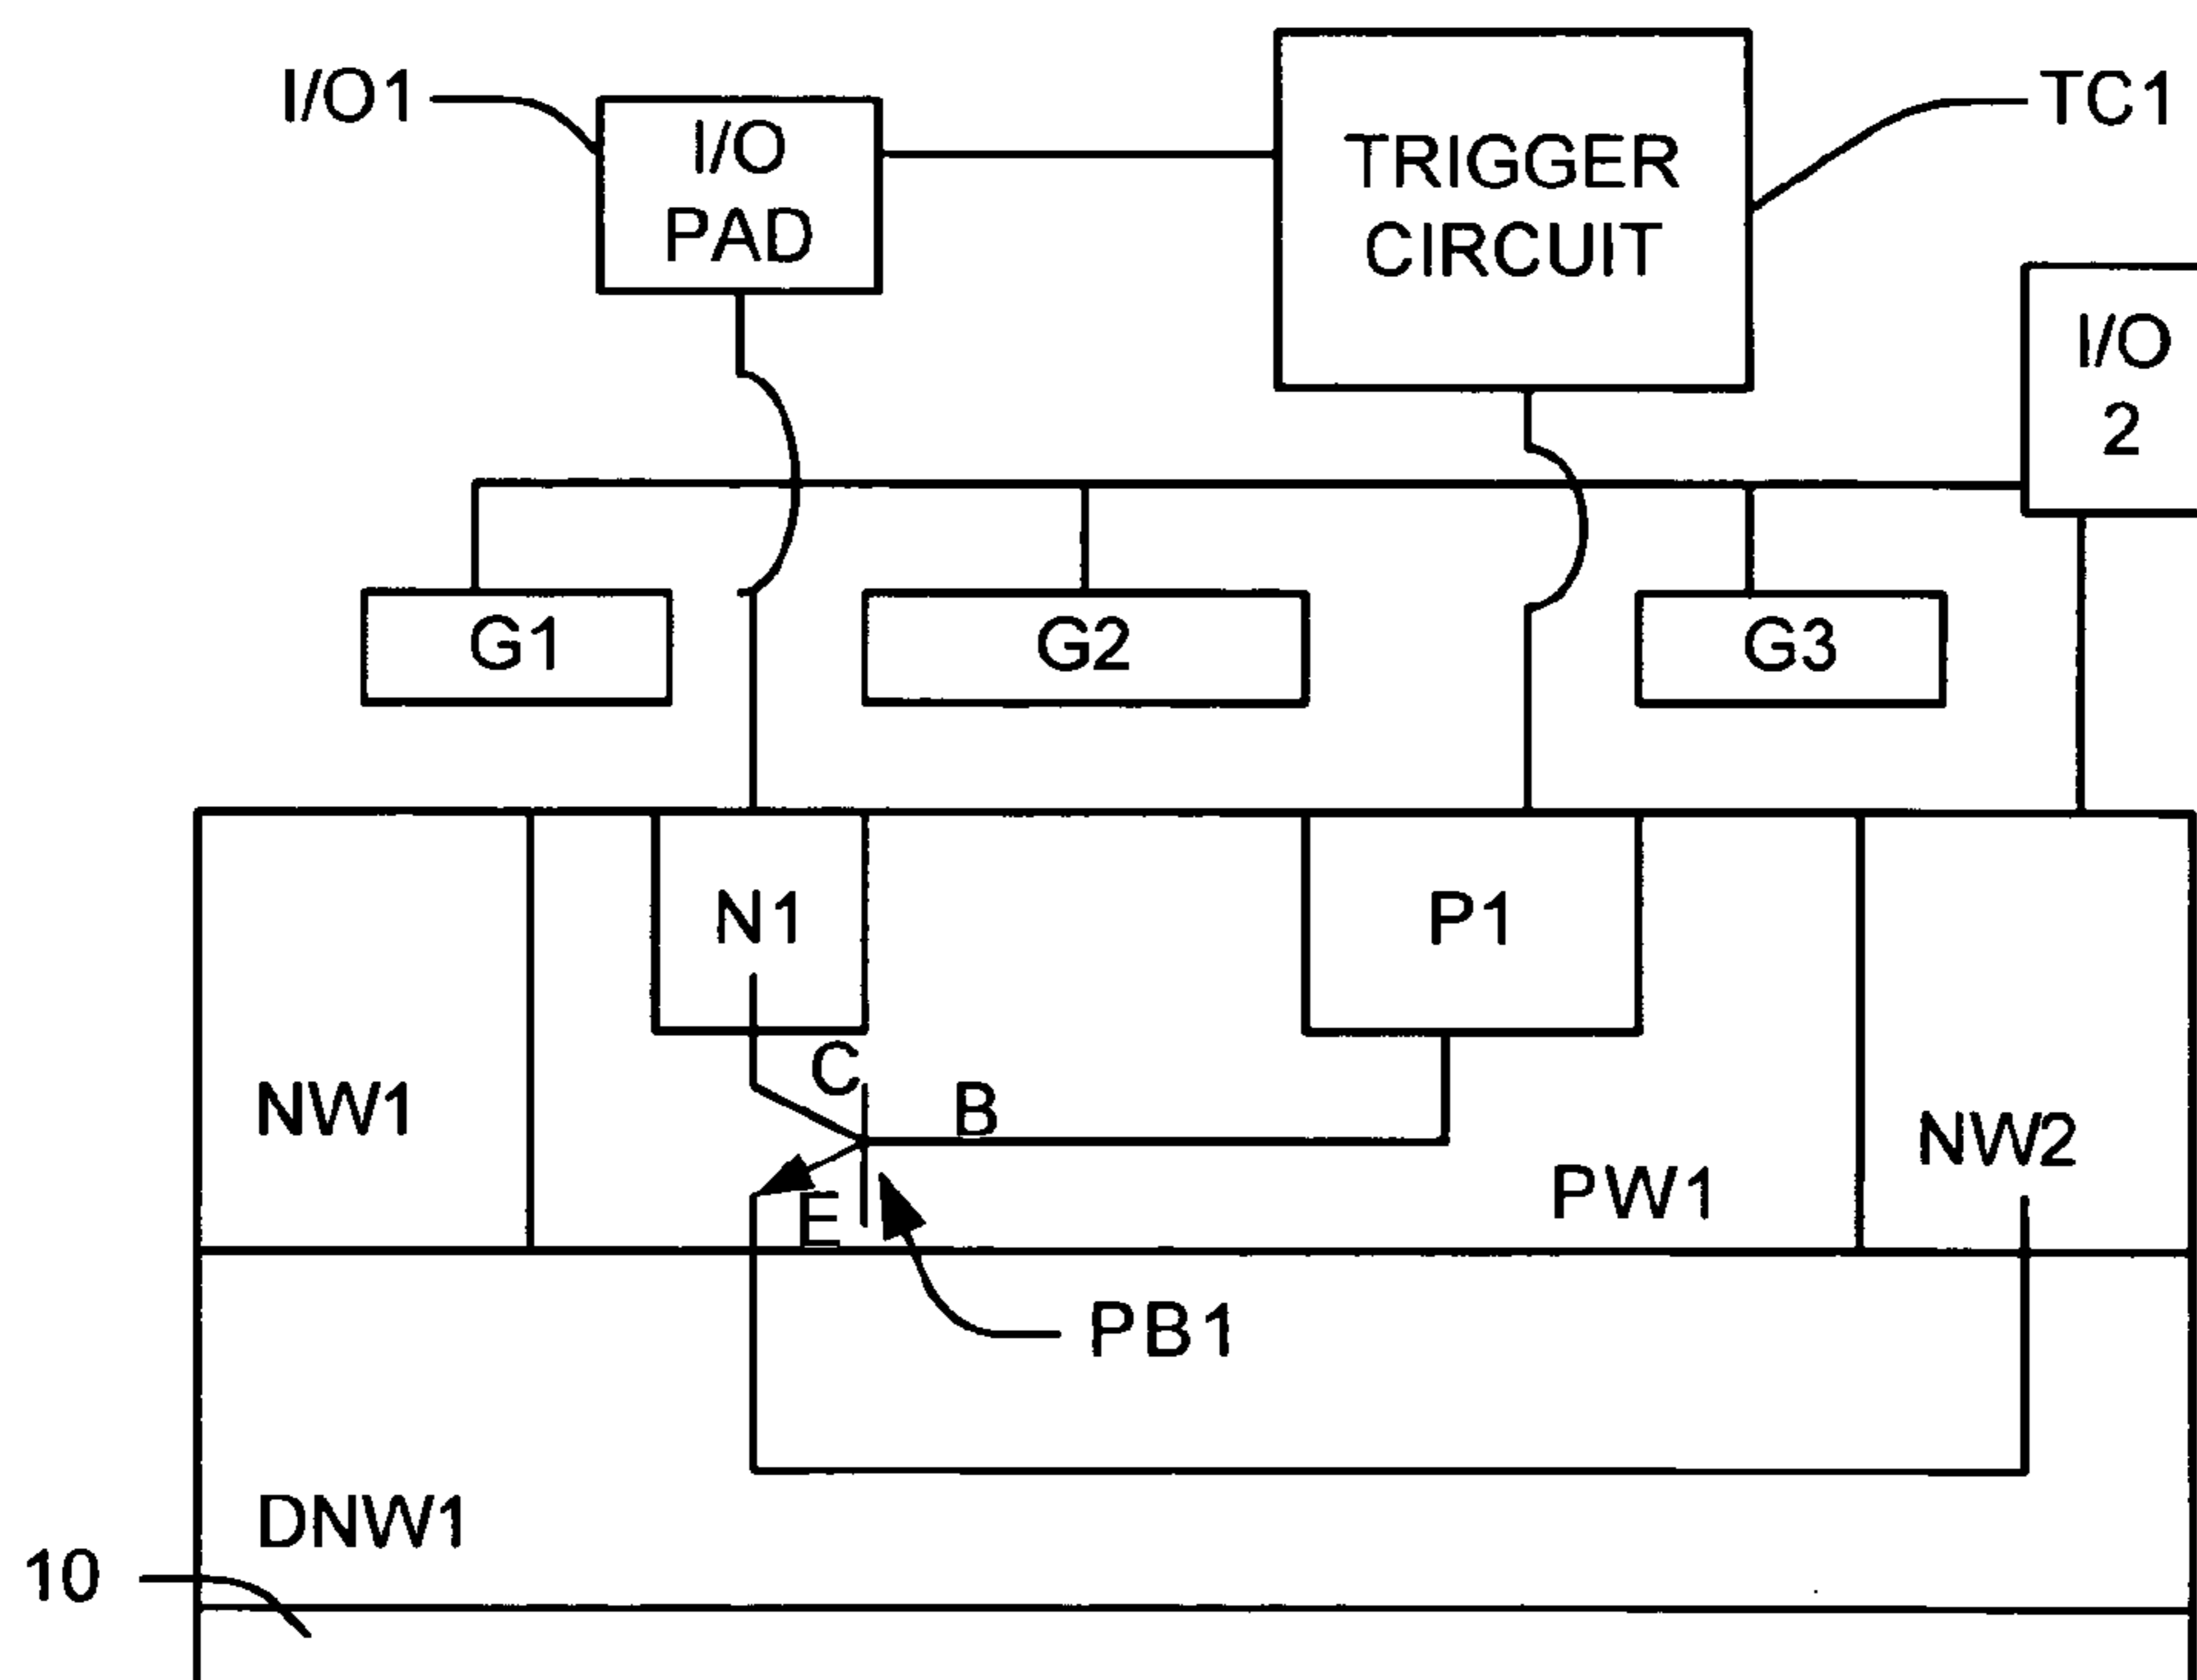 I/O1
I/O
PAD
TRIGGER
CIRCUIT
TC1
I/O
2
G1
G2
G3
N1
P1
C
B
E
NW1
PW1
NW2
PB1
DNW1
10